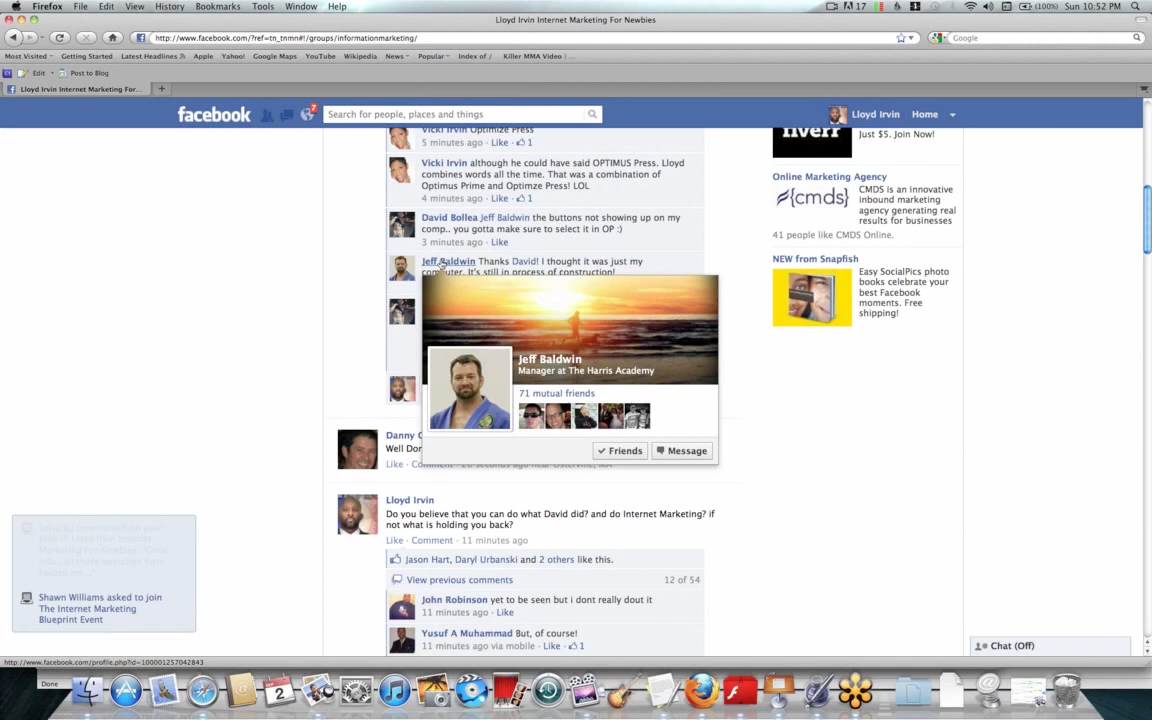 Firefox File Edit View History Bookmarks Tools Window Help
17 (100%) Sun 10:52 PM
Lloyd Irvin Internet Marketing For Newbies
http://www.facebook.com/?ref=tn_tnmn#!/groups/informationmarketing/
Google
Most Visited Getting Started Latest Headlines Apple Yahoo! Google Maps YouTube Wikipedia News Popular Index of / Killer MMA Video | ...
Edit Post to Blog
Lloyd Irvin Internet Marketing For...
facebook 7 Search for people, places and things Lloyd Irvin Home
Vicki Irvin Optimize Press
5 minutes ago · Like · 1
Vicki Irvin although he could have said OPTIMUS Press. Lloyd
combines words all the time. That was a combination of
Optimus Prime and Optimze Press! LOL
4 minutes ago · Like · 1
David Bollea Jeff Baldwin the buttons not showing up on my
comp.. you gotta make sure to select it in OP :)
3 minutes ago · Like
Jeff Baldwin Thanks David! I thought it was just my
computer. It's still in process of construction!
Jeff Baldwin
Manager at The Harris Academy
71 mutual friends
Friends Message
Danny
Well Don
Like · Comment
Lloyd Irvin
Do you believe that you can do what David did? and do Internet Marketing? if
not what is holding you back?
Like · Comment · 11 minutes ago
Jason Hart, Daryl Urbanski and 2 others like this.
View previous comments 12 of 54
John Robinson yet to be seen but i dont really dout it
11 minutes ago · Like
Yusuf A Muhammad But, of course!
11 minutes ago via mobile · Like · 1
fiverr
Just $5. Join Now!
Online Marketing Agency
{cmds}
CMDS is an innovative
inbound marketing
agency generating real
results for businesses
41 people like CMDS Online.
NEW from Snapfish
Easy SocialPics photo
books celebrate your
best Facebook
moments. Free
shipping!
Shawn Williams asked to join
The Internet Marketing
Blueprint Event
Chat (Off)
http://www.facebook.com/profile.php?id=100001257042843
Done
2